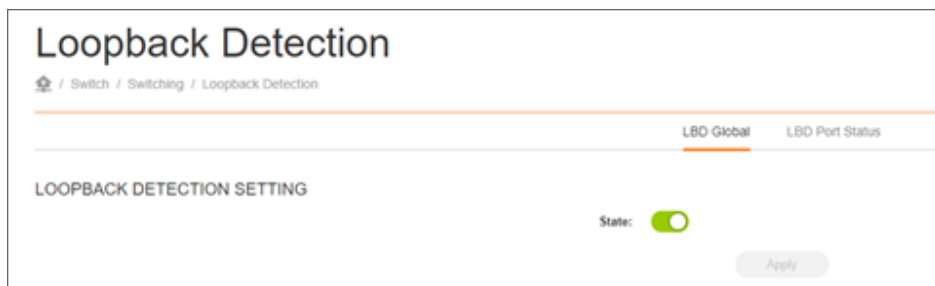 Loopback Detection
/ Switch / Switching / Loopback Detection
LBD Global LBD Port Status
LOOPBACK DETECTION SETTING
State:
Apply